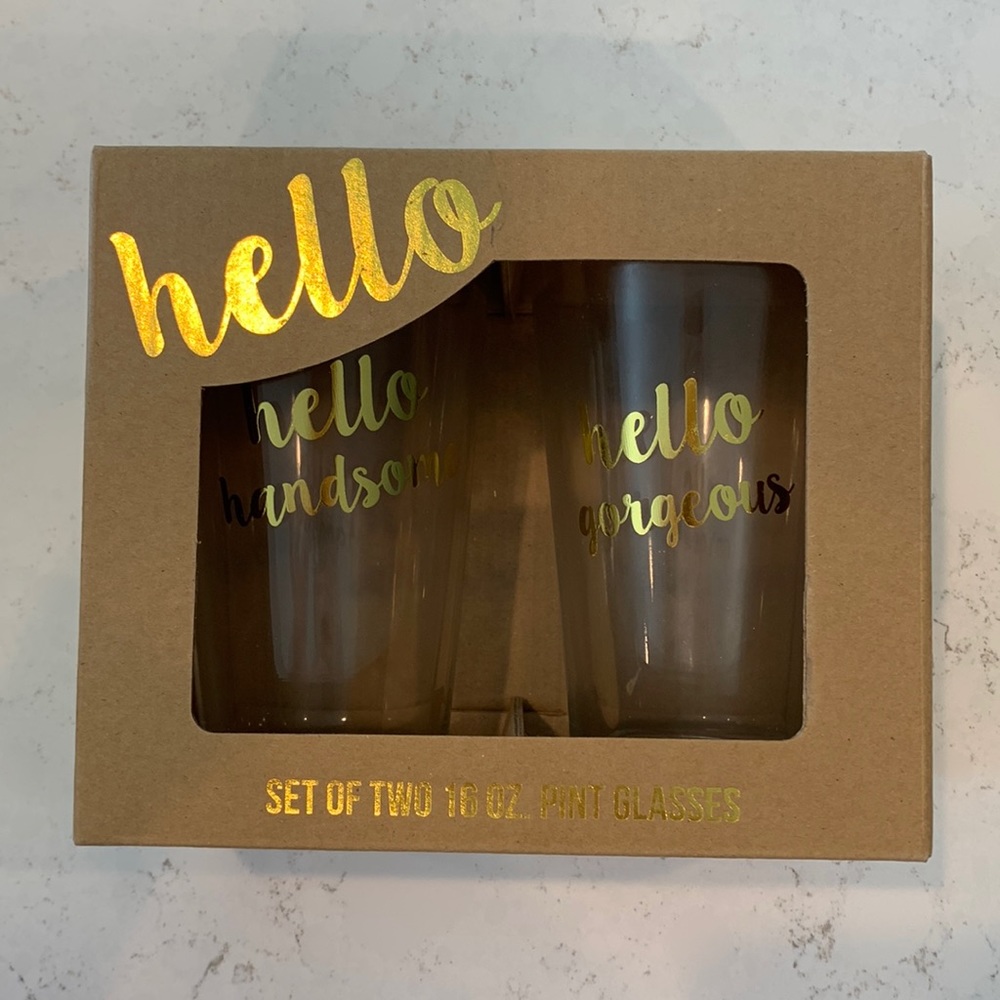 hello
hello
handsome
hello
gorgeous
SET OF TWO 16 OZ. PINT GLASSES